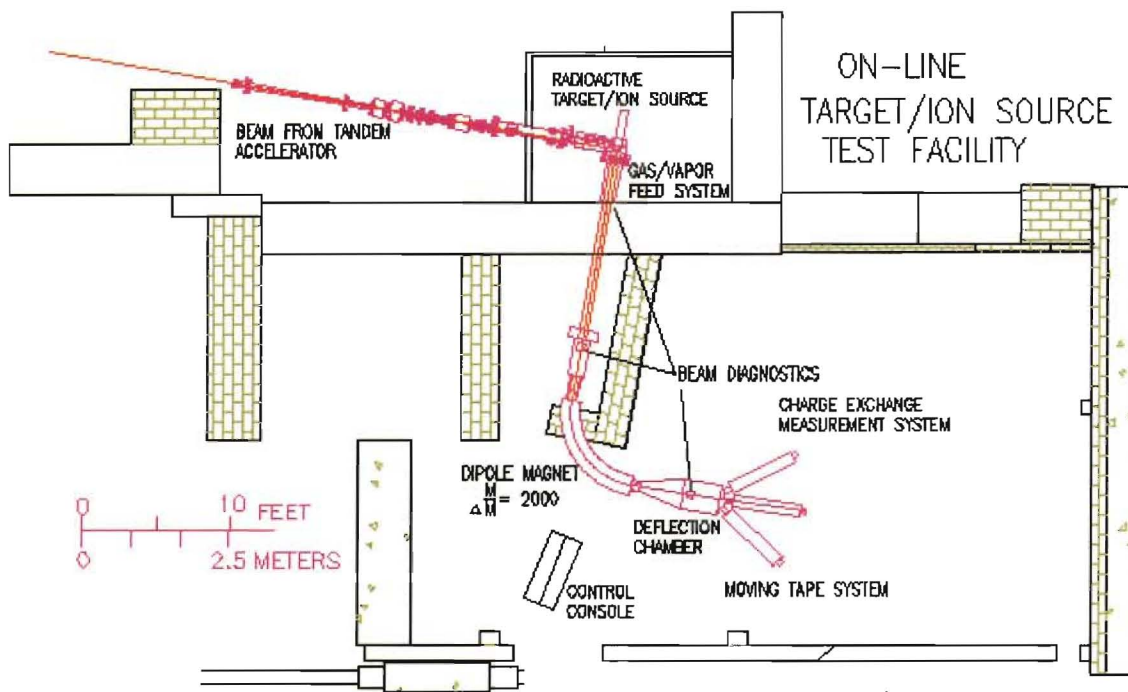 ON-LINE
TARGET/ION SOURCE
TEST FACILITY
RADIOACTIVE
TARGET/ION SOURCE
BEAM FROM TANDEM
ACCELERATOR
GAS/VAPOR
FEED SYSTEM
BEAM DIAGNOSTICS
CHARGE EXCHANGE
MEASUREMENT SYSTEM
DIPOLE MAGNET
M
Δ M = 2000
DEFLECTION
CHAMBER
0 10 FEET
0 2.5 METERS
MOVING TAPE SYSTEM
CONTROL
CONSOLE